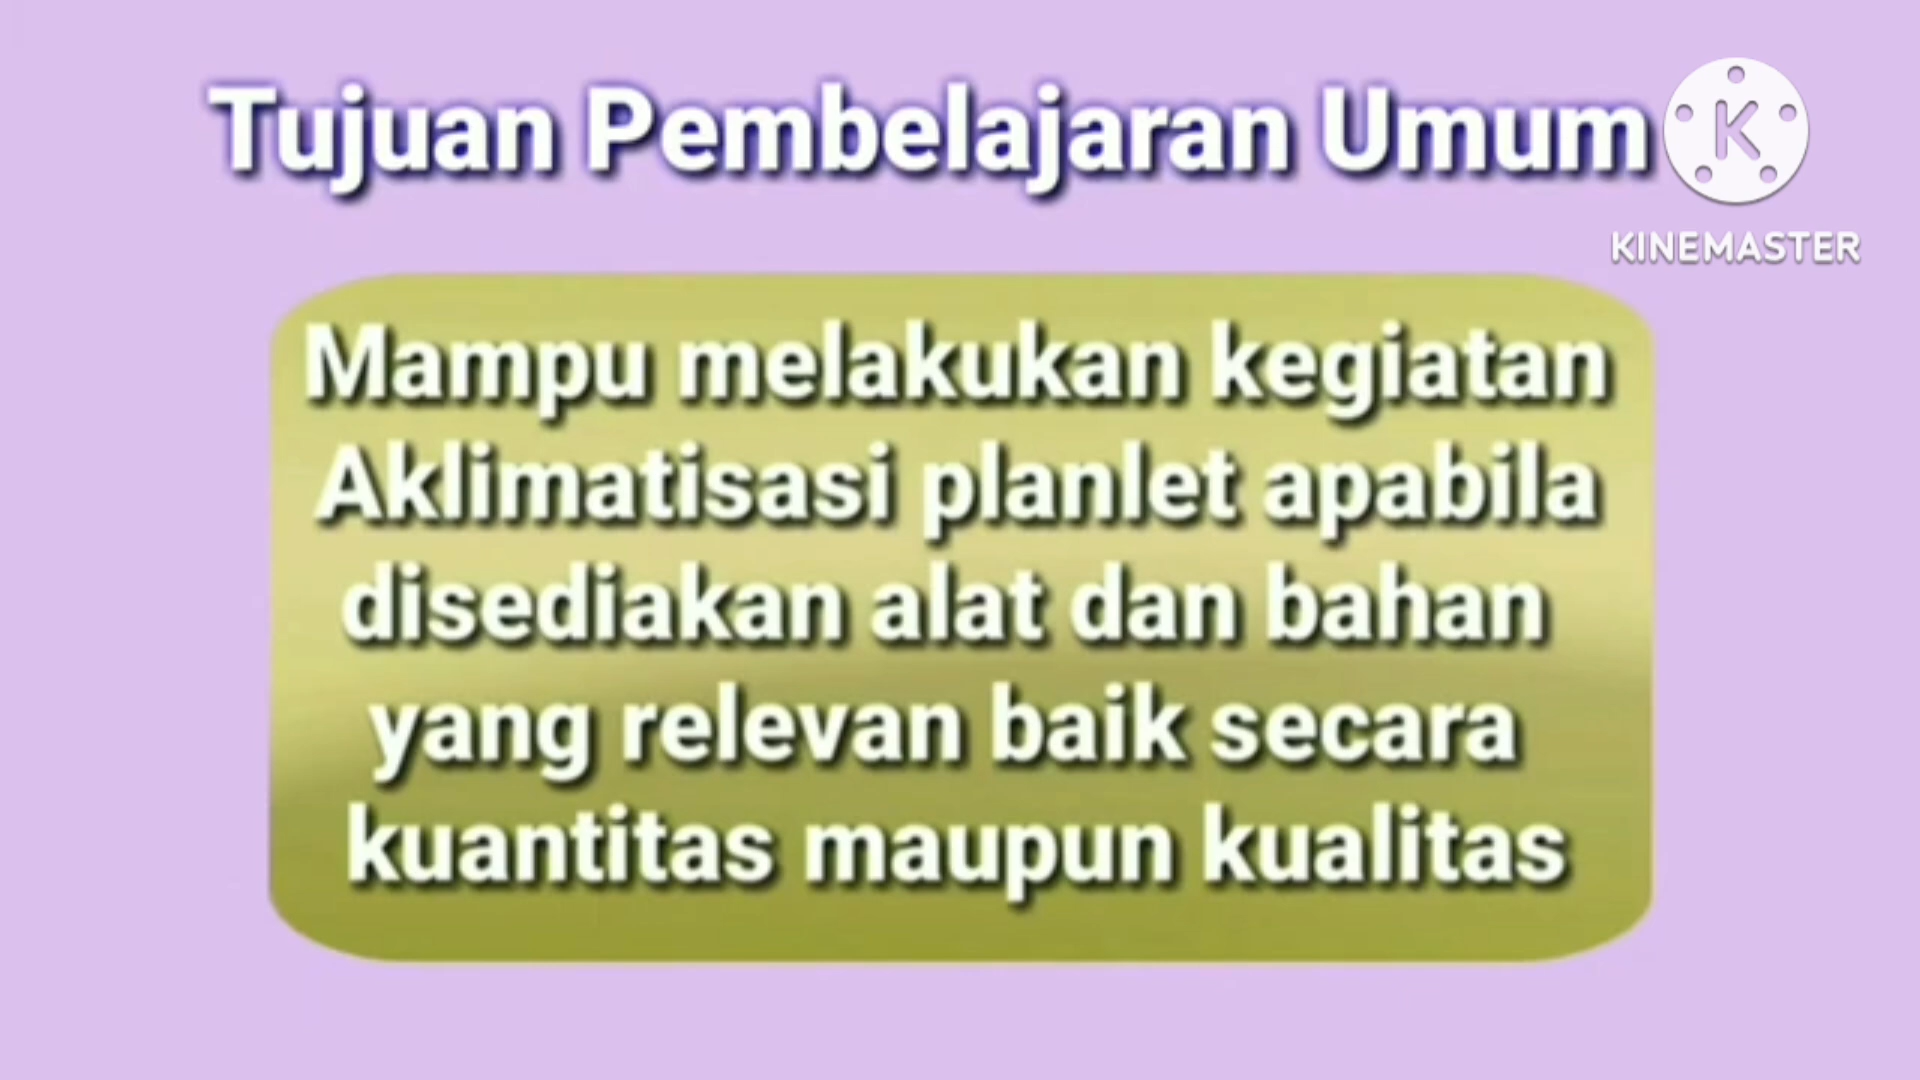 Tujuan Pembelajaran Umum
K
KINEMASTER
Mampu melakukan kegiatan
Aklimatisasi planlet apabila
disediakan alat dan bahan
yang relevan baik secara
kuantitas maupun kualitas